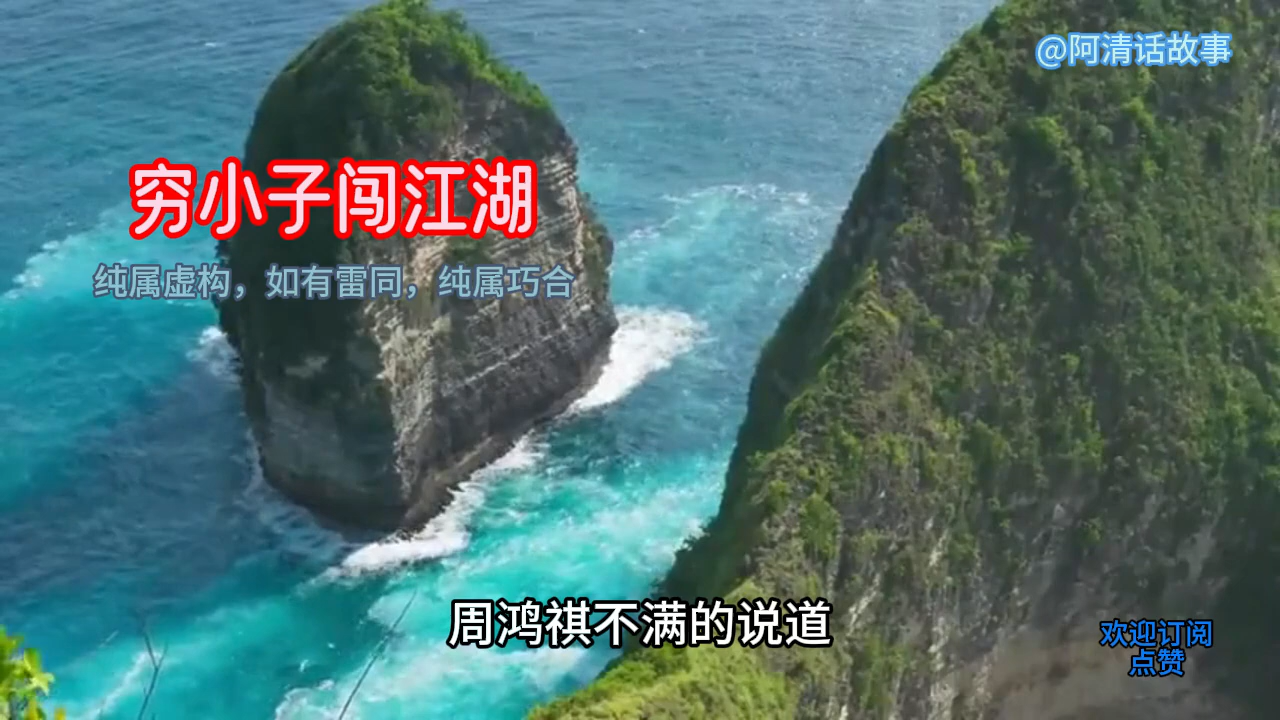 @阿清话故事
穷小子闯江湖
纯属虚构，如有雷同，纯属巧合
周鸿祺不满的说道
欢迎订阅
点赞